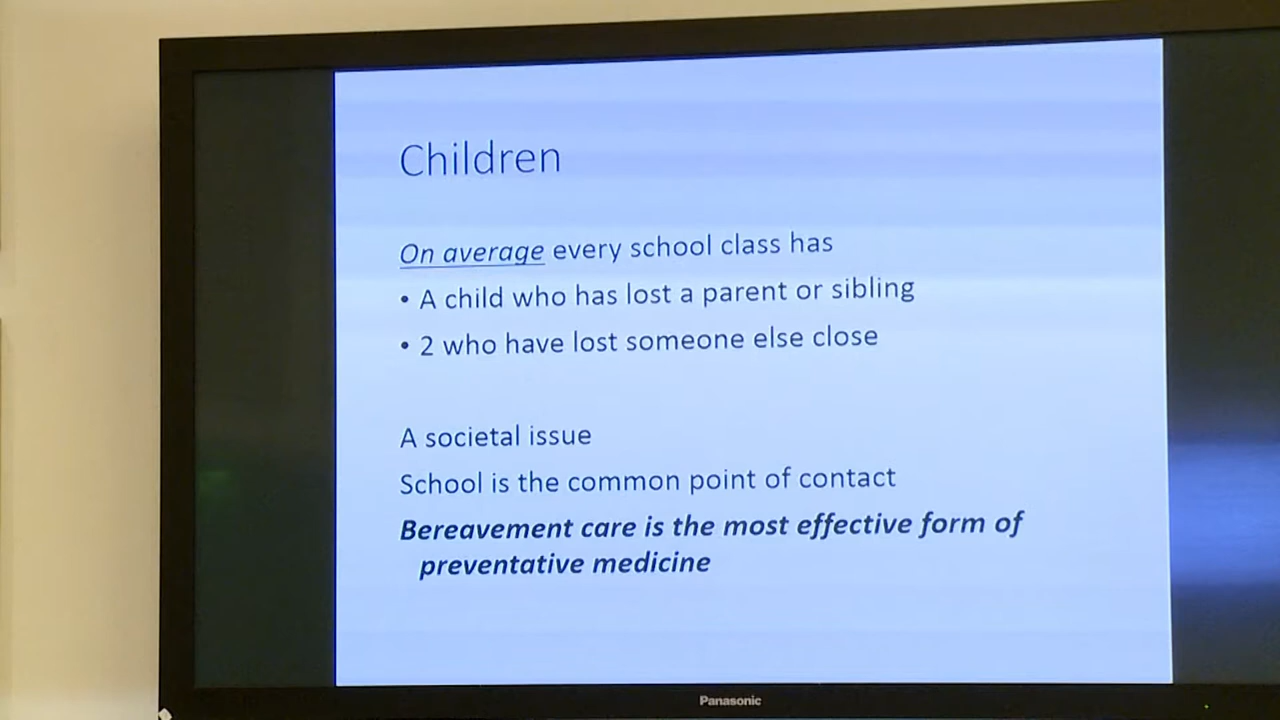 Children
On average every school class has
• A child who has lost a parent or sibling
• 2 who have lost someone else close
A societal issue
School is the common point of contact
Bereavement care is the most effective form of
preventative medicine
Panasonic